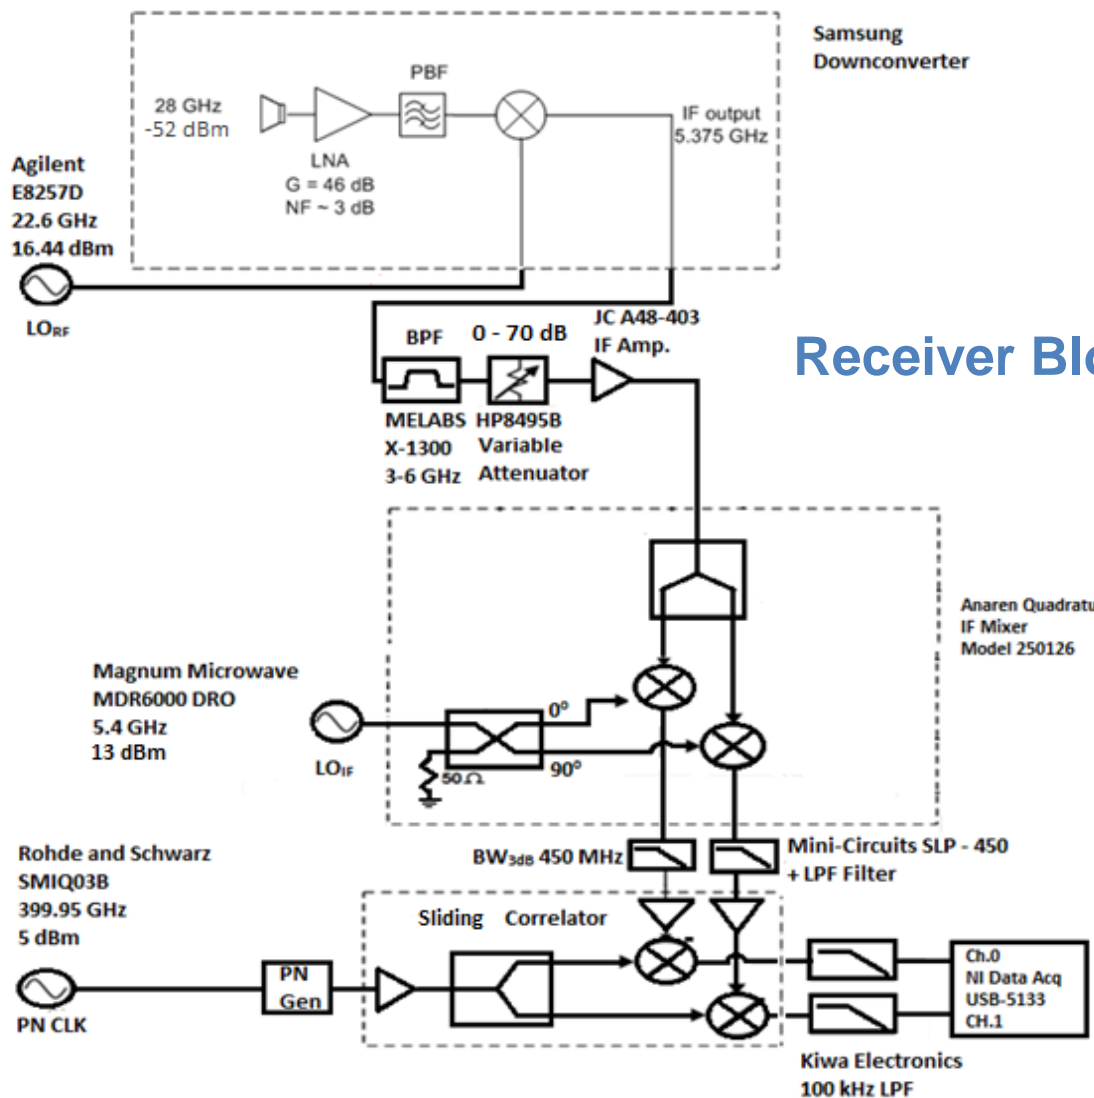 Samsung
Downconverter
PBF
28 GHz
-52 dBm
IF output
5.375 GHz
LNA
G = 46 dB
NF ~ 3 dB
Agilent
E8257D
22.6 GHz
16.44 dBm
LORF
JC A48-403
IF Amp.
BPF
0 - 70 dB
Receiver Blo
MELABS
X-1300
3-6 GHz
HP8495B
Variable
Attenuator
Anaren Quadratu
IF Mixer
Model 250126
Magnum Microwave
MDR6000 DRO
5.4 GHz
13 dBm
LOIF
0º
90º
50Ω
BW3dB 450 MHz
Mini-Circuits SLP - 450
+ LPF Filter
Rohde and Schwarz
SMIQ03B
399.95 GHz
5 dBm
PN CLK
Sliding Correlator
PN
Gen
Ch.0
NI Data Acq
USB-5133
CH.1
Kiwa Electronics
100 kHz LPF